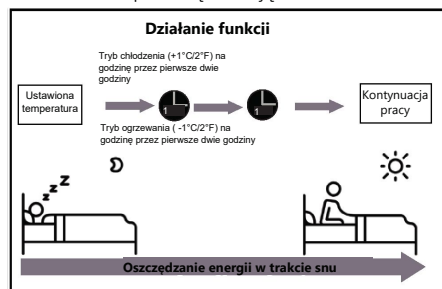 Działanie funkcji
Tryb chłodzenia (+1°C/2°F) na
godzinę przez pierwsze dwie
godziny
Ustawiona
temperatura
1
1
Kontynuacja
pracy
Tryb ogrzewania ( -1°C/2°F) na
godzinę przez pierwsze dwie godziny
z z z Z
Oszczędzanie energii w trakcie snu